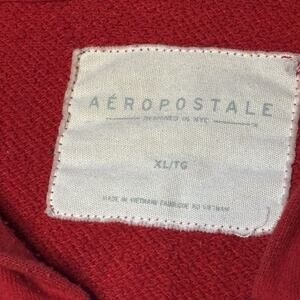 AÉROPOSTALE
DESIGNED IN NYC
XL/TG
MADE IN VIETNAM/FABRIQUÉ AU VIETNAM